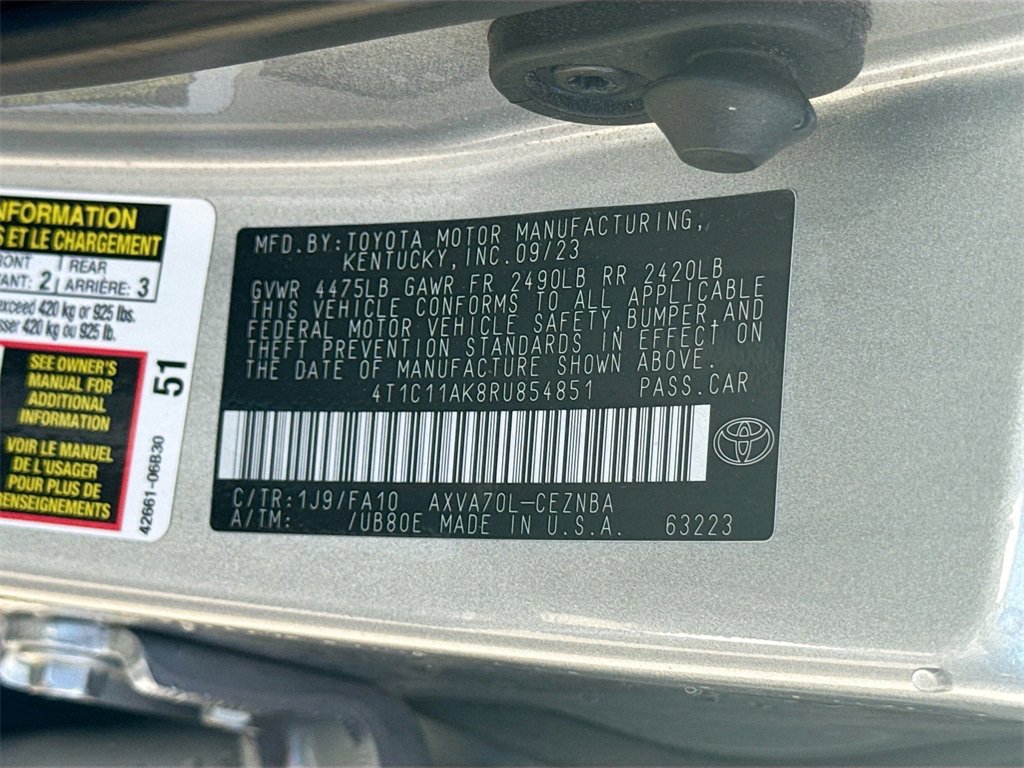 NFORMATION
S ET LE CHARGEMENT
RONT 2 REAR 3
ANT: ARRIÈRE:
exceed 420 kg or 925 lbs.
sser 420 kg ou 925 lb.
SEE OWNER'S
MANUAL FOR
ADDITIONAL
INFORMATION
VOIR LE MANUEL
DE L'USAGER
POUR PLUS DE
RENSEIGNEMENTS
51
42661-06B30
MFD.BY:TOYOTA MOTOR MANUFACTURING,
KENTUCKY,INC.09/23
GVWR 4475LB GAWR FR 2490LB RR 2420LB
THIS VEHICLE CONFORMS TO ALL APPLICABLE
FEDERAL MOTOR VEHICLE SAFETY,BUMPER,AND
THEFT PREVENTION STANDARDS IN EFFECT ON
THE DATE OF MANUFACTURE SHOWN ABOVE.
4T1C11AK8RU854851 PASS.CAR
C/TR:1J9/FA10 AXVA70L-CEZNBA
A/TM: /UB80E MADE IN U.S.A. 63223